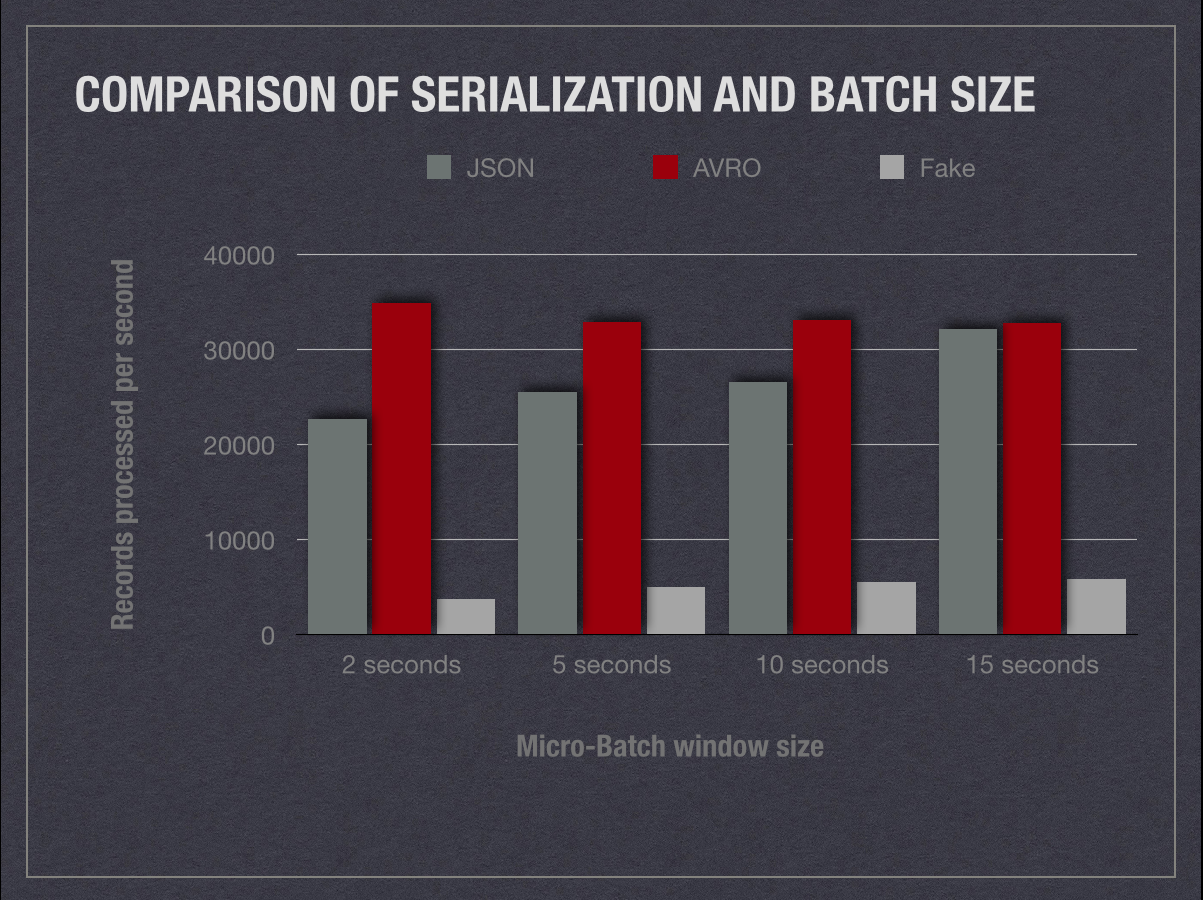 COMPARISON OF SERIALIZATION AND BATCH SIZE
JSON
AVRO
Fake
Records processed per second
40000
30000
20000
10000
0
2 seconds
5 seconds
10 seconds
15 seconds
Micro-Batch window size